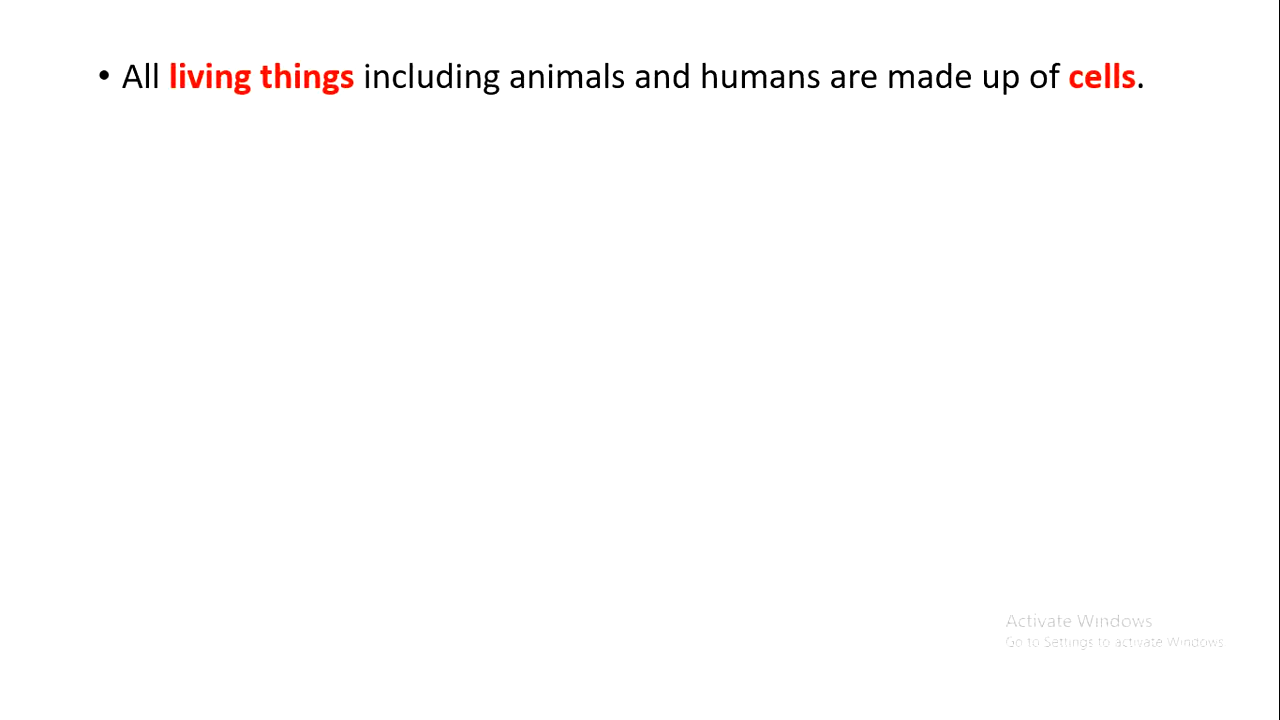 • All living things including animals and humans are made up of cells.
Activate Windows
Go to Settings to activate Windows